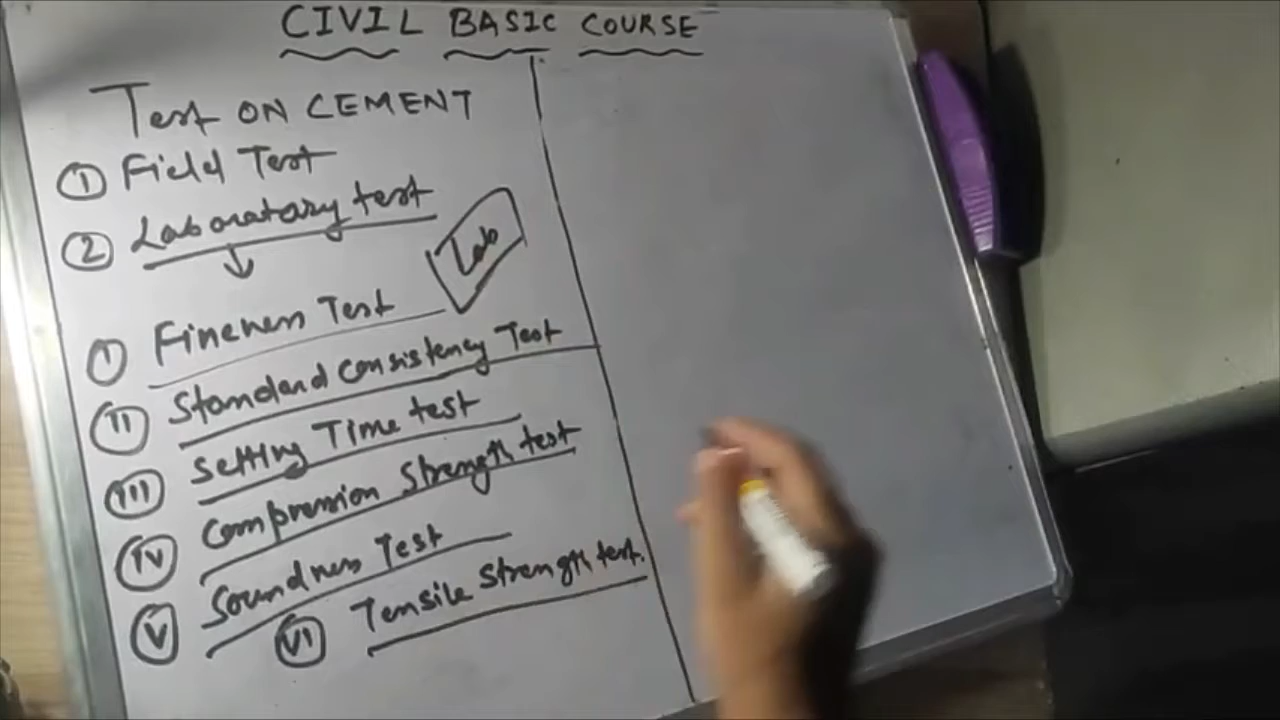 CIVIL BASIC COURSE
Test ON CEMENT
① Field Test
② Laboratary test
Lab
Ⓘ Fineness Test
II Standard consistency Test
III Setting Time test
IV Compression Strength test
V Soundness Test
VI Tensile Strength test.